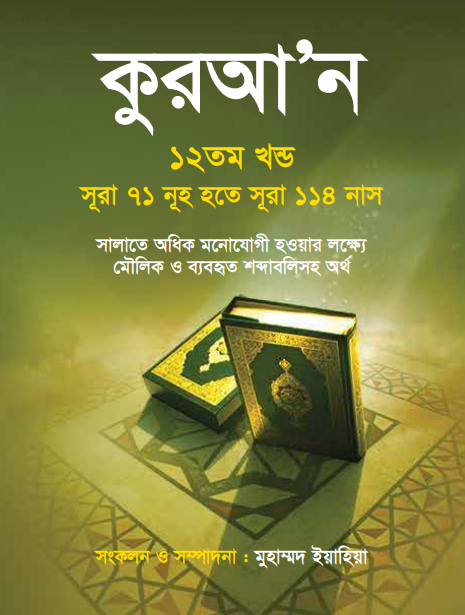 কুরআ'ন
১২তম খন্ড
সূরা ৭১ নূহ হতে সূরা ১১৪ নাস
সালাতে অধিক মনোযোগী হওয়ার লক্ষ্যে
মৌলিক ও ব্যবহৃত শব্দাবলিসহ অর্থ
সংকলন ও সম্পাদনা : মুহাম্মদ ইয়াহিয়া